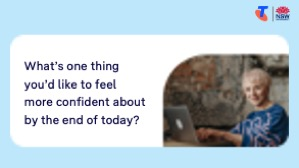 NSW
What's one thing
you'd like to feel
more confident about
by the end of today?